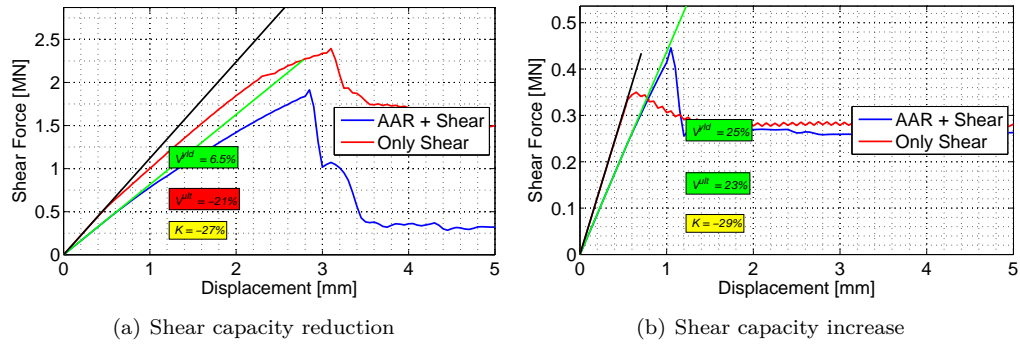 2.5
2
1.5
1
0.5
0
Shear Force [MN]
AAR + Shear
Only Shear
V^yld = 6.5%
V^ult = −21%
K = −27%
0 1 2 3 4 5
Displacement [mm]
(a) Shear capacity reduction
0.5
0.4
0.3
0.2
0.1
0
Shear Force [MN]
AAR + Shear
Only Shear
V^yld = 25%
V^ult = 23%
K = −29%
0 1 2 3 4 5
Displacement [mm]
(b) Shear capacity increase